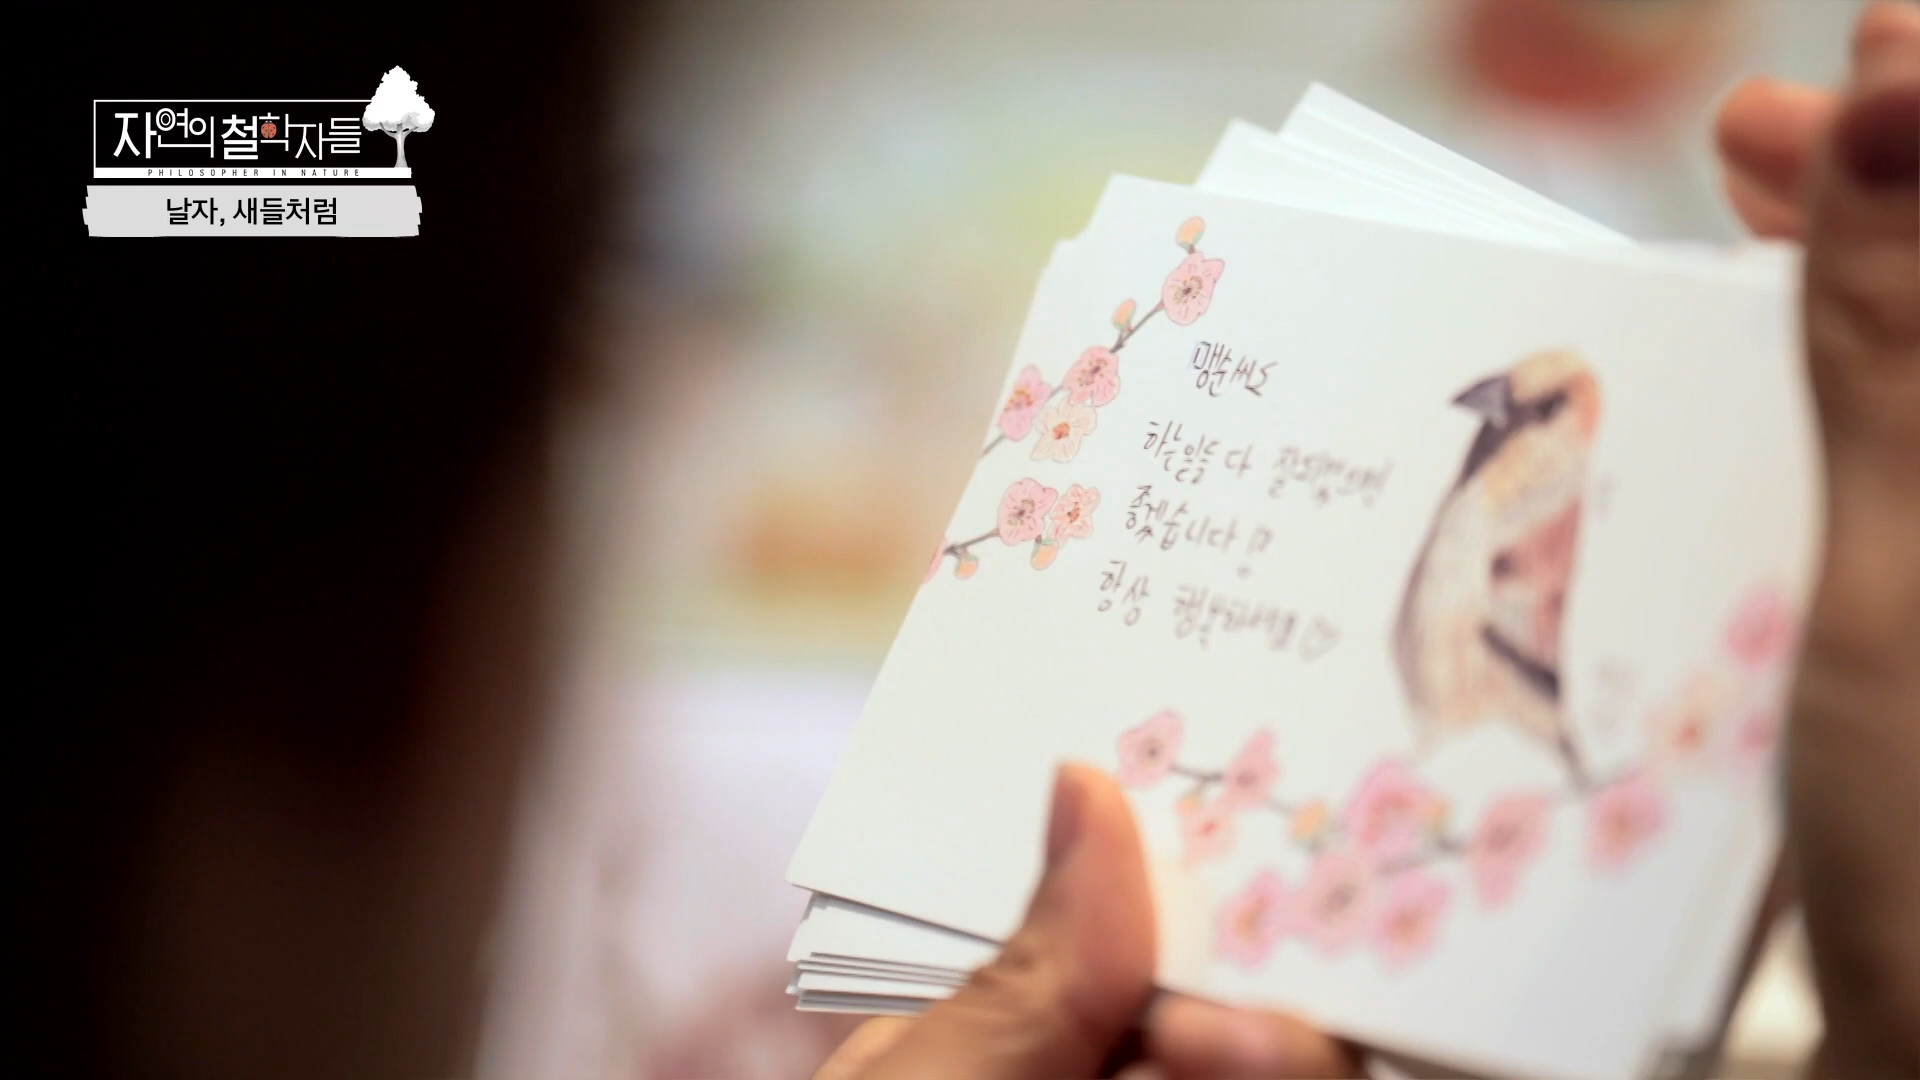 자연의 철학자들
PHILOSOPHER IN NATURE
날자, 새들처럼
맹순씨도
하는일들 다 잘되셨으면
좋겠습니다
항상 행복하세요